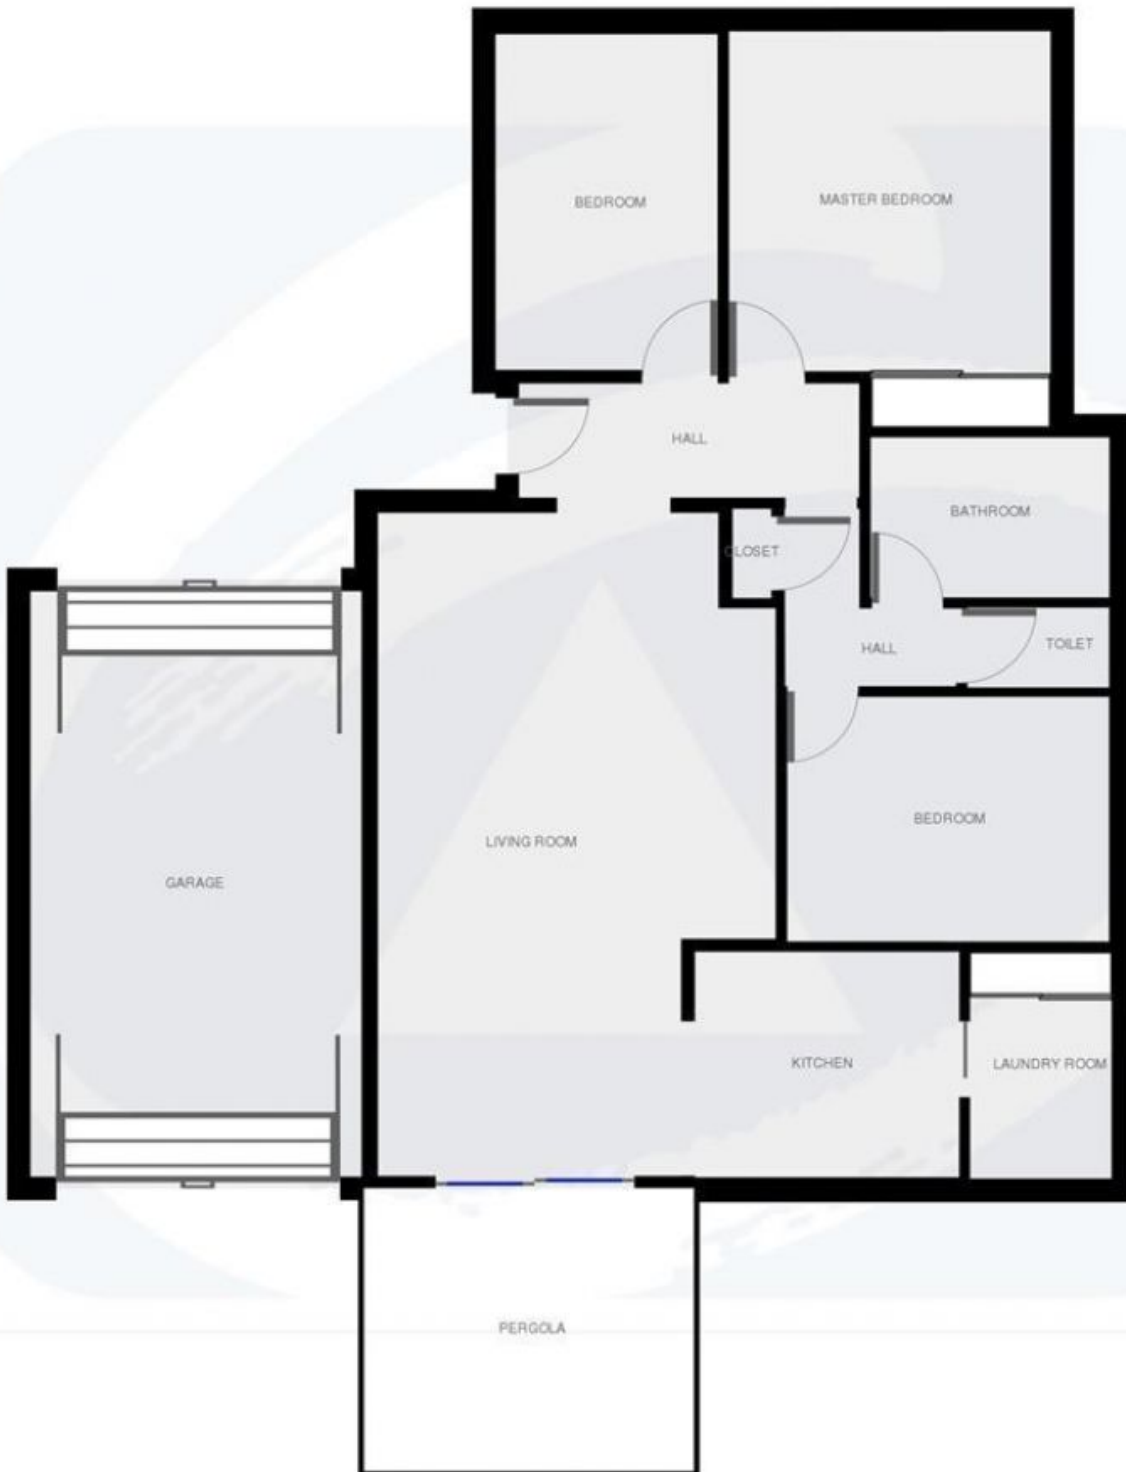 BEDROOM
MASTER BEDROOM
HALL
BATHROOM
CLOSET
HALL
TOILET
BEDROOM
LIVING ROOM
GARAGE
KITCHEN
LAUNDRY ROOM
PERGOLA